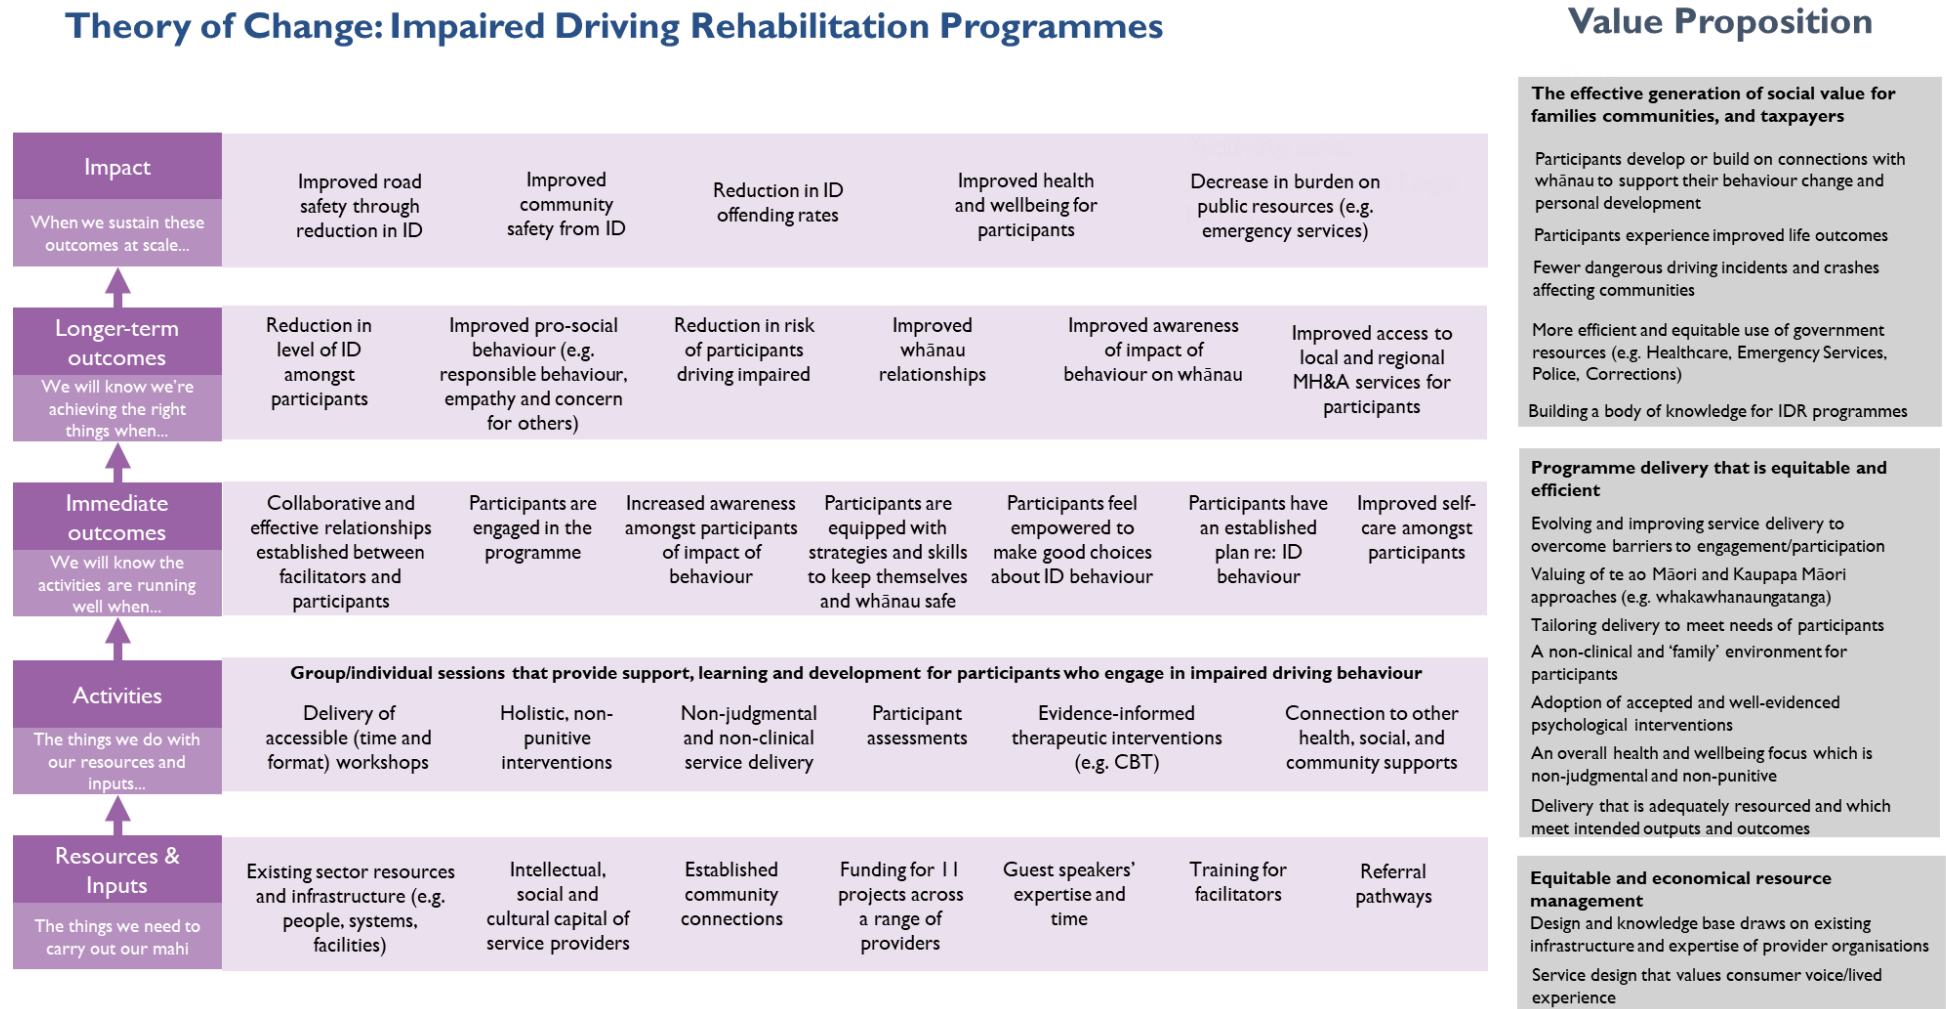 Theory of Change: Impaired Driving Rehabilitation Programmes
Impact
When we sustain these
outcomes at scale...
Improved road
safety through
reduction in ID
Improved
community
safety from ID
Reduction in ID
offending rates
Improved health
and wellbeing for
participants
Decrease in burden on
public resources (e.g.
emergency services)
Longer-term
outcomes
We will know we're
achieving the right
things when...
Reduction in
level of ID
amongst
participants
Improved pro-social
behaviour (e.g.
responsible behaviour,
empathy and concern
for others)
Reduction in risk
of participants
driving impaired
Improved
whānau
relationships
Improved awareness
of impact of
behaviour on whānau
Improved access to
local and regional
MH&A services for
participants
Immediate
outcomes
We will know the
activities are running
well when...
Collaborative and
effective relationships
established between
facilitators and
participants
Participants are
engaged in the
programme
Increased awareness
amongst participants
of impact of
behaviour
Participants are
equipped with
strategies and skills
to keep themselves
and whānau safe
Participants feel
empowered to
make good choices
about ID behaviour
Participants have
an established
plan re: ID
behaviour
Improved self-
care amongst
participants
Activities
The things we do with
our resources and
inputs...
Group/individual sessions that provide support, learning and development for participants who engage in impaired driving behaviour
Delivery of
accessible (time and
format) workshops
Holistic, non-
punitive
interventions
Non-judgmental
and non-clinical
service delivery
Participant
assessments
Evidence-informed
therapeutic interventions
(e.g. CBT)
Connection to other
health, social, and
community supports
Resources &
Inputs
The things we need to
carry out our mahi
Existing sector resources
and infrastructure (e.g.
people, systems,
facilities)
Intellectual,
social and
cultural capital of
service providers
Established
community
connections
Funding for 11
projects across
a range of
providers
Guest speakers'
expertise and
time
Training for
facilitators
Referral
pathways
Value Proposition
The effective generation of social value for
families communities, and taxpayers
Participants develop or build on connections with
whānau to support their behaviour change and
personal development
Participants experience improved life outcomes
Fewer dangerous driving incidents and crashes
affecting communities
More efficient and equitable use of government
resources (e.g. Healthcare, Emergency Services,
Police, Corrections)
Building a body of knowledge for IDR programmes
Programme delivery that is equitable and
efficient
Evolving and improving service delivery to
overcome barriers to engagement/participation
Valuing of te ao Māori and Kaupapa Māori
approaches (e.g. whakawhanaungatanga)
Tailoring delivery to meet needs of participants
A non-clinical and 'family' environment for
participants
Adoption of accepted and well-evidenced
psychological interventions
An overall health and wellbeing focus which is
non-judgmental and non-punitive
Delivery that is adequately resourced and which
meet intended outputs and outcomes
Equitable and economical resource
management
Design and knowledge base draws on existing
infrastructure and expertise of provider organisations
Service design that values consumer voice/lived
experience